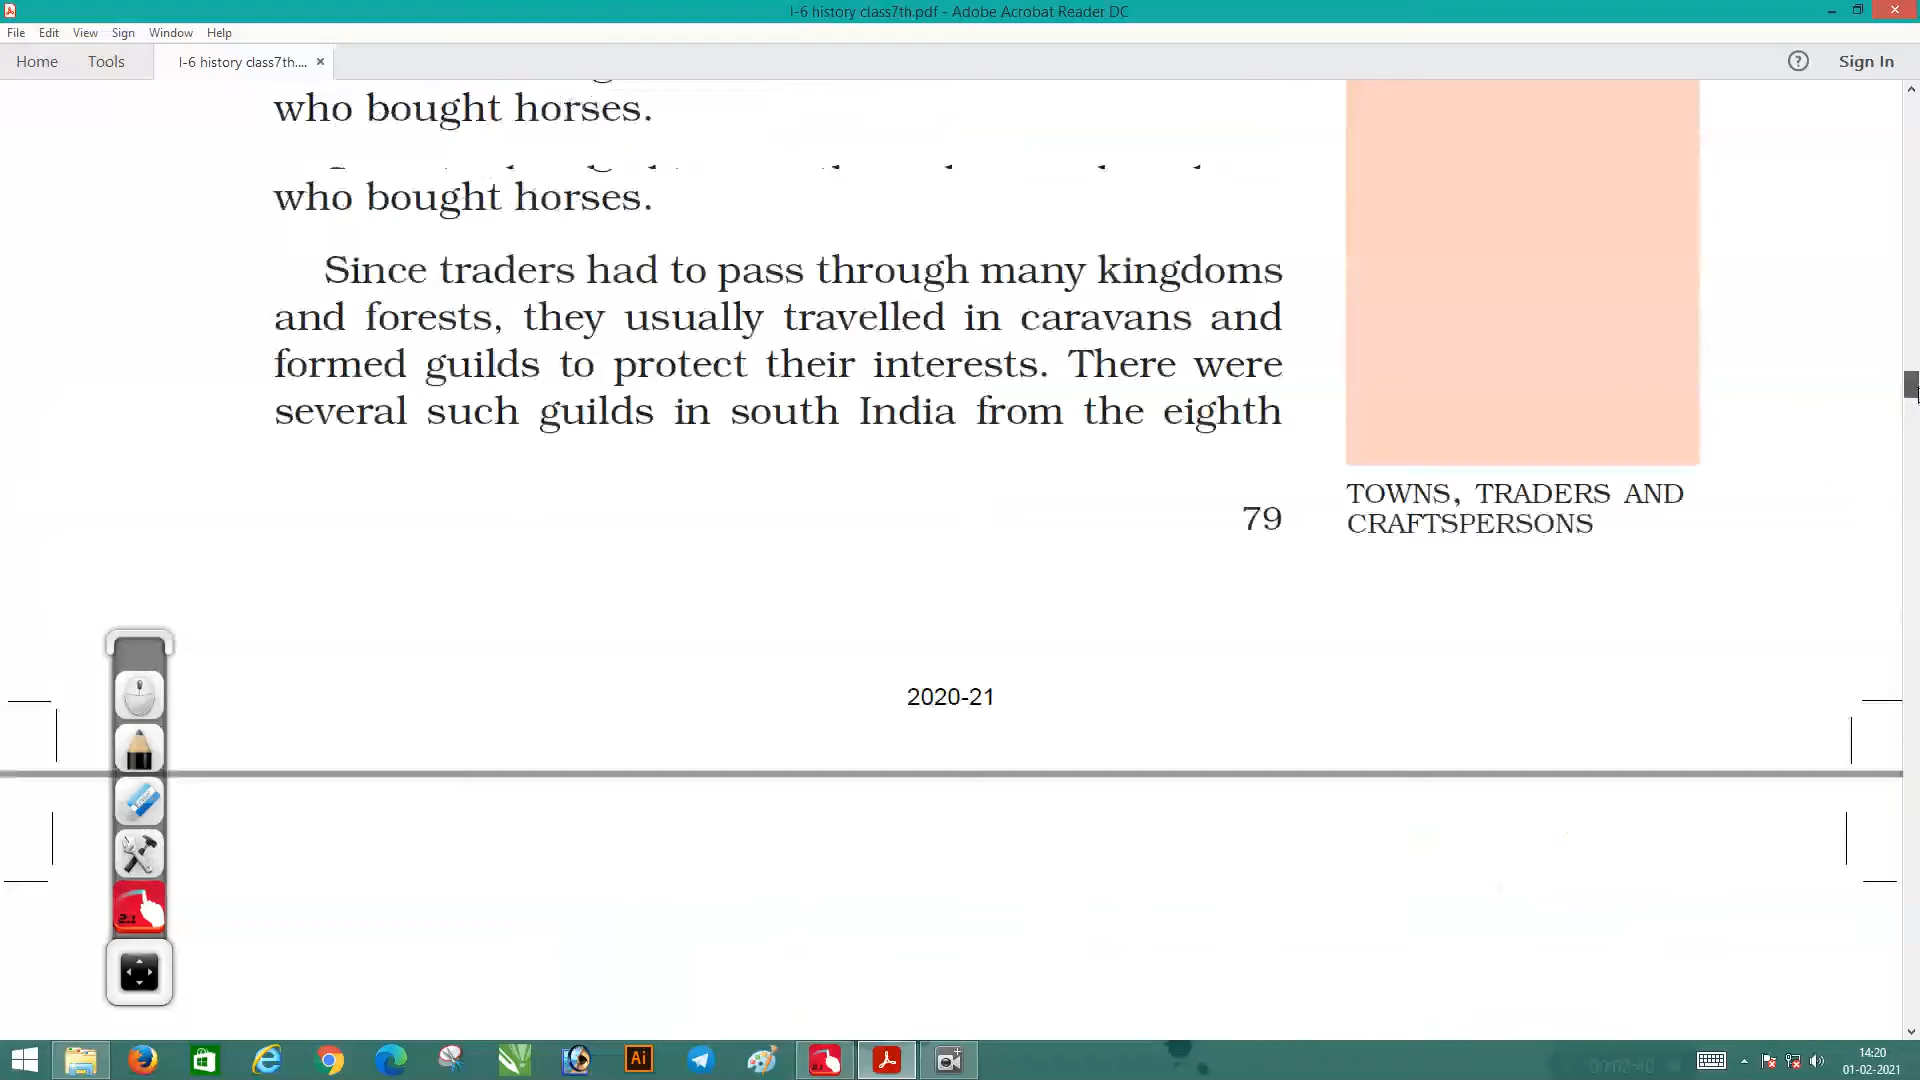 I-6 history class7th.pdf - Adobe Acrobat Reader DC
File Edit View Sign Window Help
Home Tools I-6 history class7th.... × ? Sign In
who bought horses.
who bought horses.
Since traders had to pass through many kingdoms
and forests, they usually travelled in caravans and
formed guilds to protect their interests. There were
several such guilds in south India from the eighth
79
TOWNS, TRADERS AND
CRAFTSPERSONS
2020-21
2.1
Ai
14:20
01-02-2021